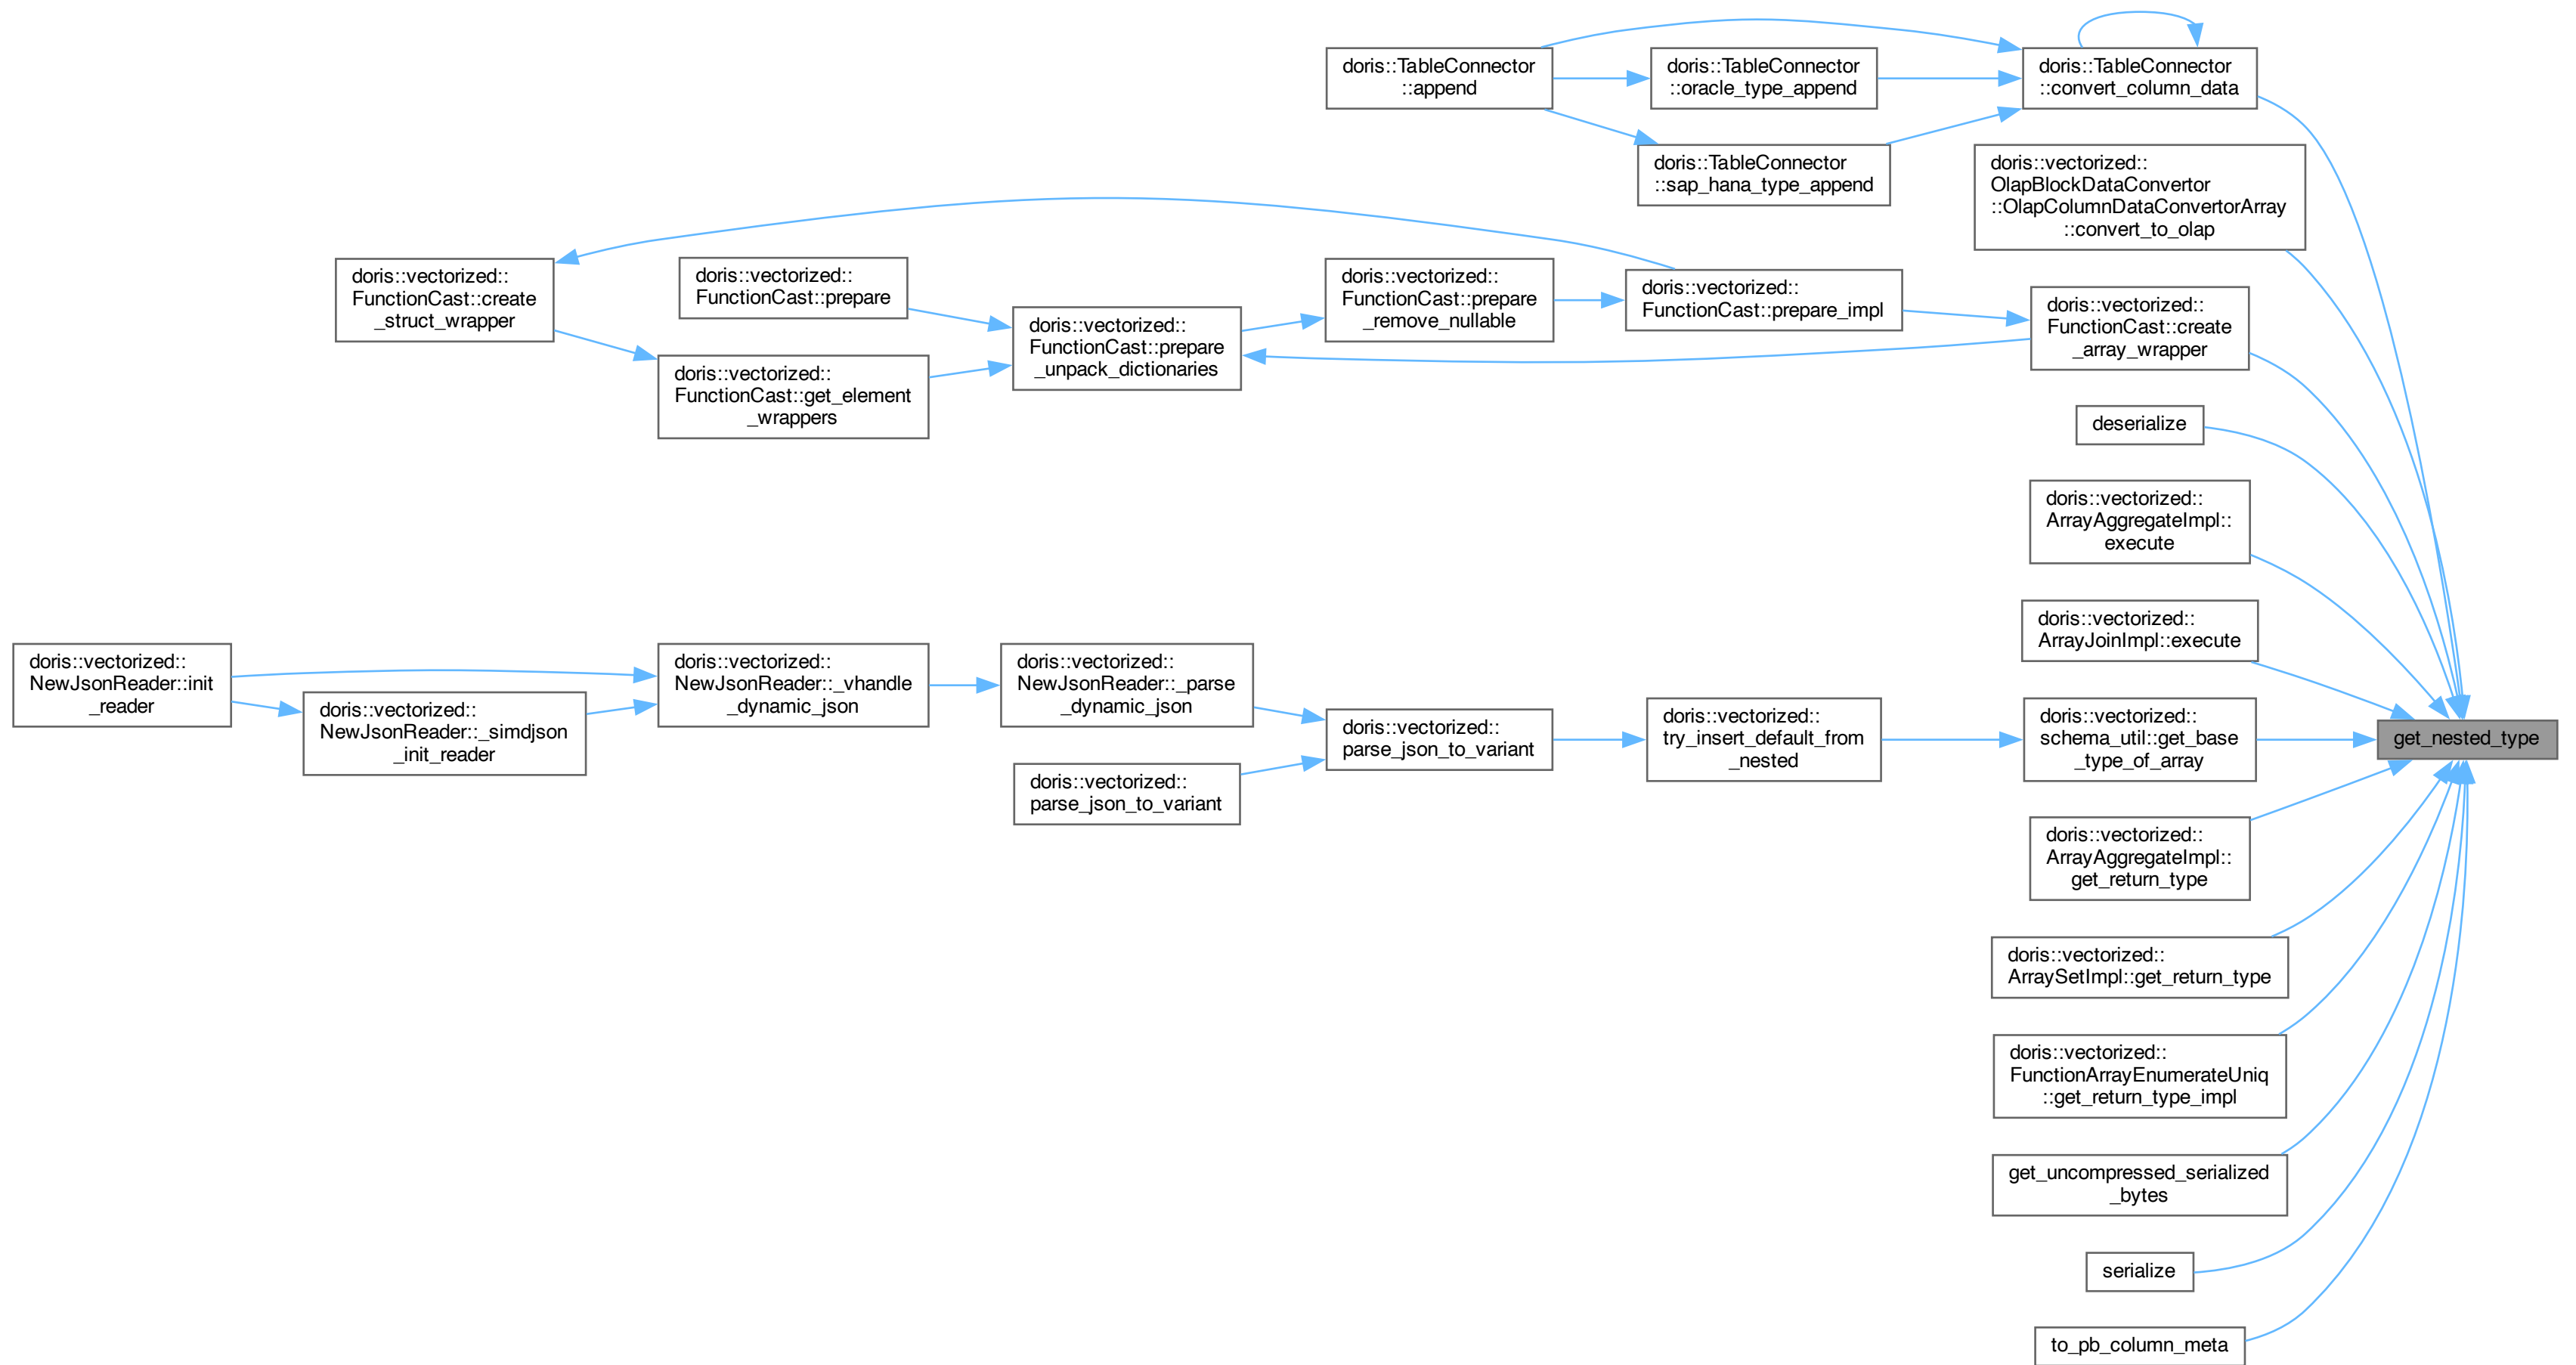 doris::TableConnector
::append
doris::TableConnector
::oracle_type_append
doris::TableConnector
::convert_column_data
doris::TableConnector
::sap_hana_type_append
doris::vectorized::
OlapBlockDataConvertor
::OlapColumnDataConvertorArray
::convert_to_olap
doris::vectorized::
FunctionCast::create
_struct_wrapper
doris::vectorized::
FunctionCast::prepare
doris::vectorized::
FunctionCast::get_element
_wrappers
doris::vectorized::
FunctionCast::prepare
_unpack_dictionaries
doris::vectorized::
FunctionCast::prepare
_remove_nullable
doris::vectorized::
FunctionCast::prepare_impl
doris::vectorized::
FunctionCast::create
_array_wrapper
deserialize
doris::vectorized::
ArrayAggregateImpl::
execute
doris::vectorized::
ArrayJoinImpl::execute
doris::vectorized::
NewJsonReader::init
_reader
doris::vectorized::
NewJsonReader::_simdjson
_init_reader
doris::vectorized::
NewJsonReader::_vhandle
_dynamic_json
doris::vectorized::
NewJsonReader::_parse
_dynamic_json
doris::vectorized::
parse_json_to_variant
doris::vectorized::
parse_json_to_variant
doris::vectorized::
try_insert_default_from
_nested
doris::vectorized::
schema_util::get_base
_type_of_array
get_nested_type
doris::vectorized::
ArrayAggregateImpl::
get_return_type
doris::vectorized::
ArraySetImpl::get_return_type
doris::vectorized::
FunctionArrayEnumerateUniq
::get_return_type_impl
get_uncompressed_serialized
_bytes
serialize
to_pb_column_meta